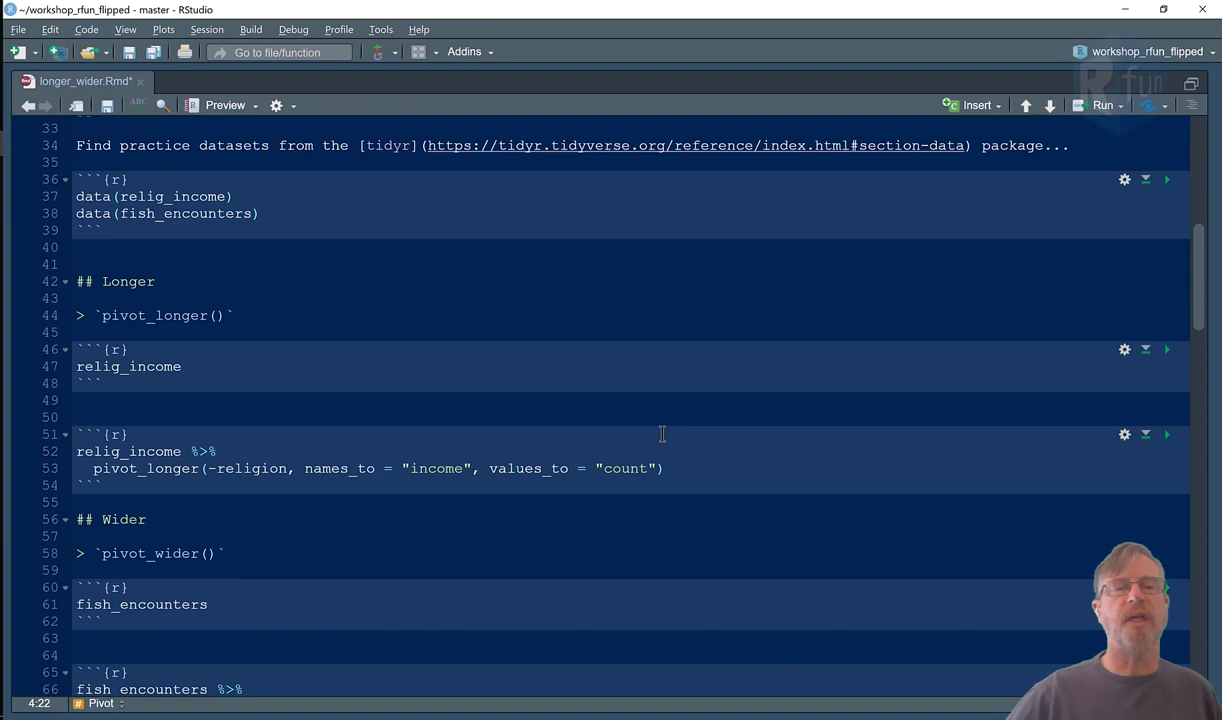 ~/workshop_rfun_flipped - master - RStudio
File Edit Code View Plots Session Build Debug Profile Tools Help
Go to file/function Addins workshop_rfun_flipped
longer_wider.Rmd*
R fun
ABC Preview Insert Run
33
34 Find practice datasets from the [tidyr](https://tidyr.tidyverse.org/reference/index.html#section-data) package...
35
36 ```{r}
37 data(relig_income)
38 data(fish_encounters)
39 ```
40
41
42 ## Longer
43
44 > `pivot_longer()`
45
46 ```{r}
47 relig_income
48 ```
49
50
51 ```{r}
52 relig_income %>%
53 pivot_longer(-religion, names_to = "income", values_to = "count")
54 ```
55
56 ## Wider
57
58 > `pivot_wider()`
59
60 ```{r}
61 fish_encounters
62 ```
63
64
65 ```{r}
66 fish_encounters %>%
4:22 # Pivot